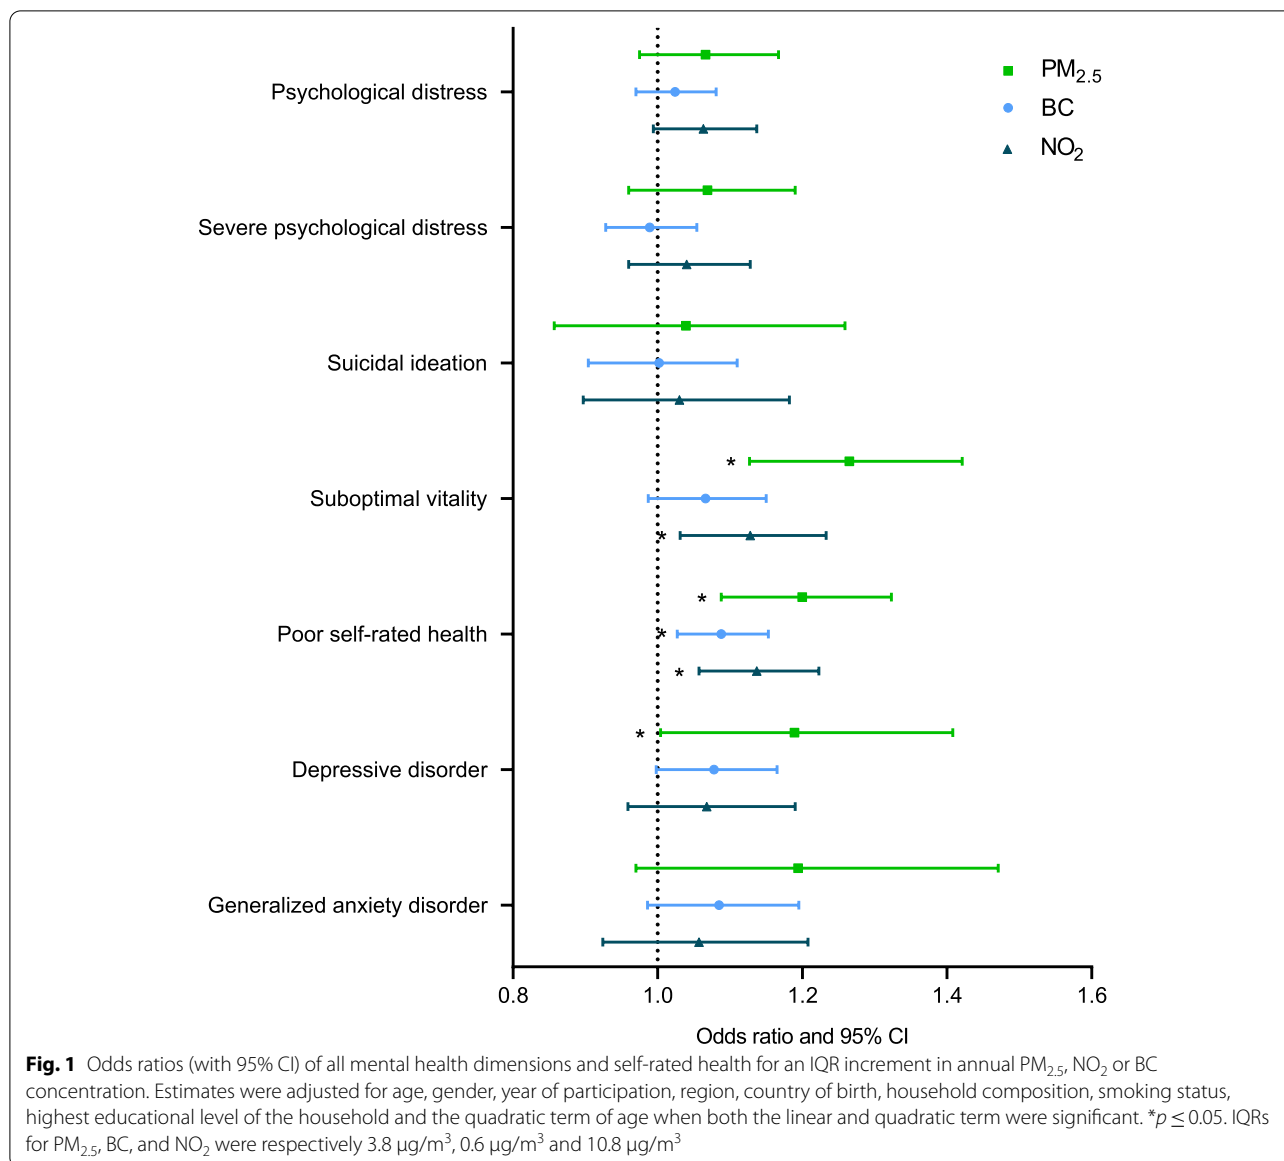 PM2.5
BC
NO2
Psychological distress
Severe psychological distress
Suicidal ideation
Suboptimal vitality
*
*
Poor self-rated health
*
*
*
Depressive disorder
*
Generalized anxiety disorder
0.8 1.0 1.2 1.4 1.6
Odds ratio and 95% CI
Fig. 1 Odds ratios (with 95% CI) of all mental health dimensions and self-rated health for an IQR increment in annual PM2.5, NO2 or BC
concentration. Estimates were adjusted for age, gender, year of participation, region, country of birth, household composition, smoking status,
highest educational level of the household and the quadratic term of age when both the linear and quadratic term were significant. *p ≤ 0.05. IQRs
for PM2.5, BC, and NO2 were respectively 3.8 μg/m3, 0.6 μg/m3 and 10.8 μg/m3